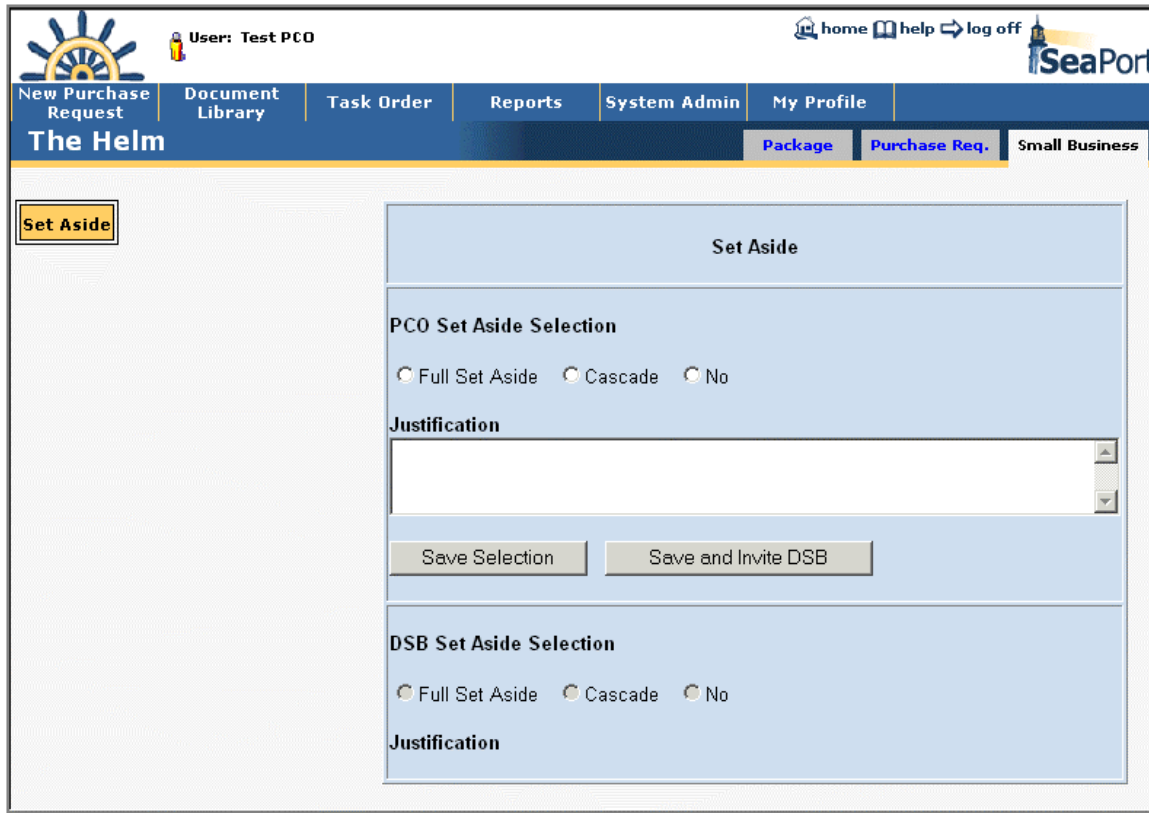 User: Test PCO
home help log off
SeaPort
New Purchase Request
Document Library
Task Order
Reports
System Admin
My Profile
The Helm
Package
Purchase Req.
Small Business
Set Aside
Set Aside
PCO Set Aside Selection
Full Set Aside Cascade No
Justification
Save Selection Save and Invite DSB
DSB Set Aside Selection
Full Set Aside Cascade No
Justification